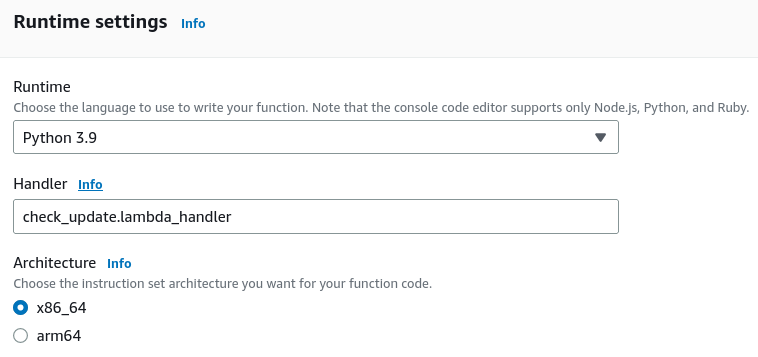 Runtime settings Info
Runtime
Choose the language to use to write your function. Note that the console code editor supports only Node.js, Python, and Ruby.
Python 3.9
Handler Info
check_update.lambda_handler
Architecture Info
Choose the instruction set architecture you want for your function code.
x86_64
arm64